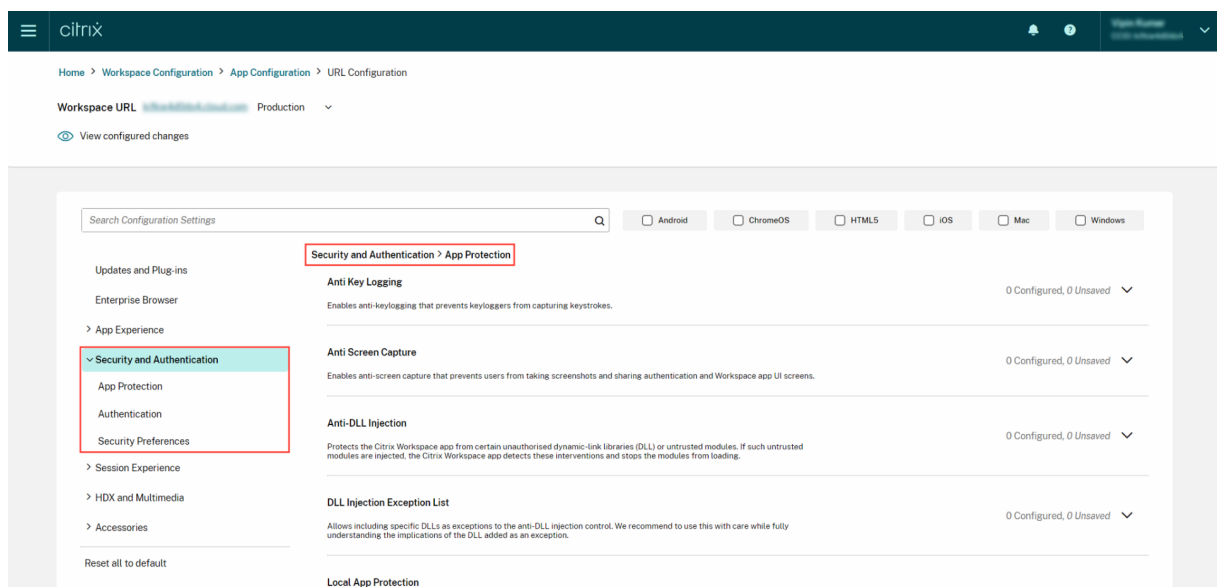 citrix
Home > Workspace Configuration > App Configuration > URL Configuration
Workspace URL Production
View configured changes
Search Configuration Settings
Android ChromeOS HTML5 iOS Mac Windows
Updates and Plug-ins
Enterprise Browser
> App Experience
Security and Authentication
App Protection
Authentication
Security Preferences
> Session Experience
> HDX and Multimedia
> Accessories
Reset all to default
Security and Authentication > App Protection
Anti Key Logging
Enables anti-keylogging that prevents keyloggers from capturing keystrokes.
0 Configured, 0 Unsaved
Anti Screen Capture
Enables anti-screen capture that prevents users from taking screenshots and sharing authentication and Workspace app UI screens.
0 Configured, 0 Unsaved
Anti-DLL Injection
Protects the Citrix Workspace app from certain unauthorised dynamic-link libraries (DLL) or untrusted modules. If such untrusted
modules are injected, the Citrix Workspace app detects these interventions and stops the modules from loading.
0 Configured, 0 Unsaved
DLL Injection Exception List
Allows including specific DLLs as exceptions to the anti-DLL injection control. We recommend to use this with care while fully
understanding the implications of the DLL added as an exception.
0 Configured, 0 Unsaved
Local App Protection